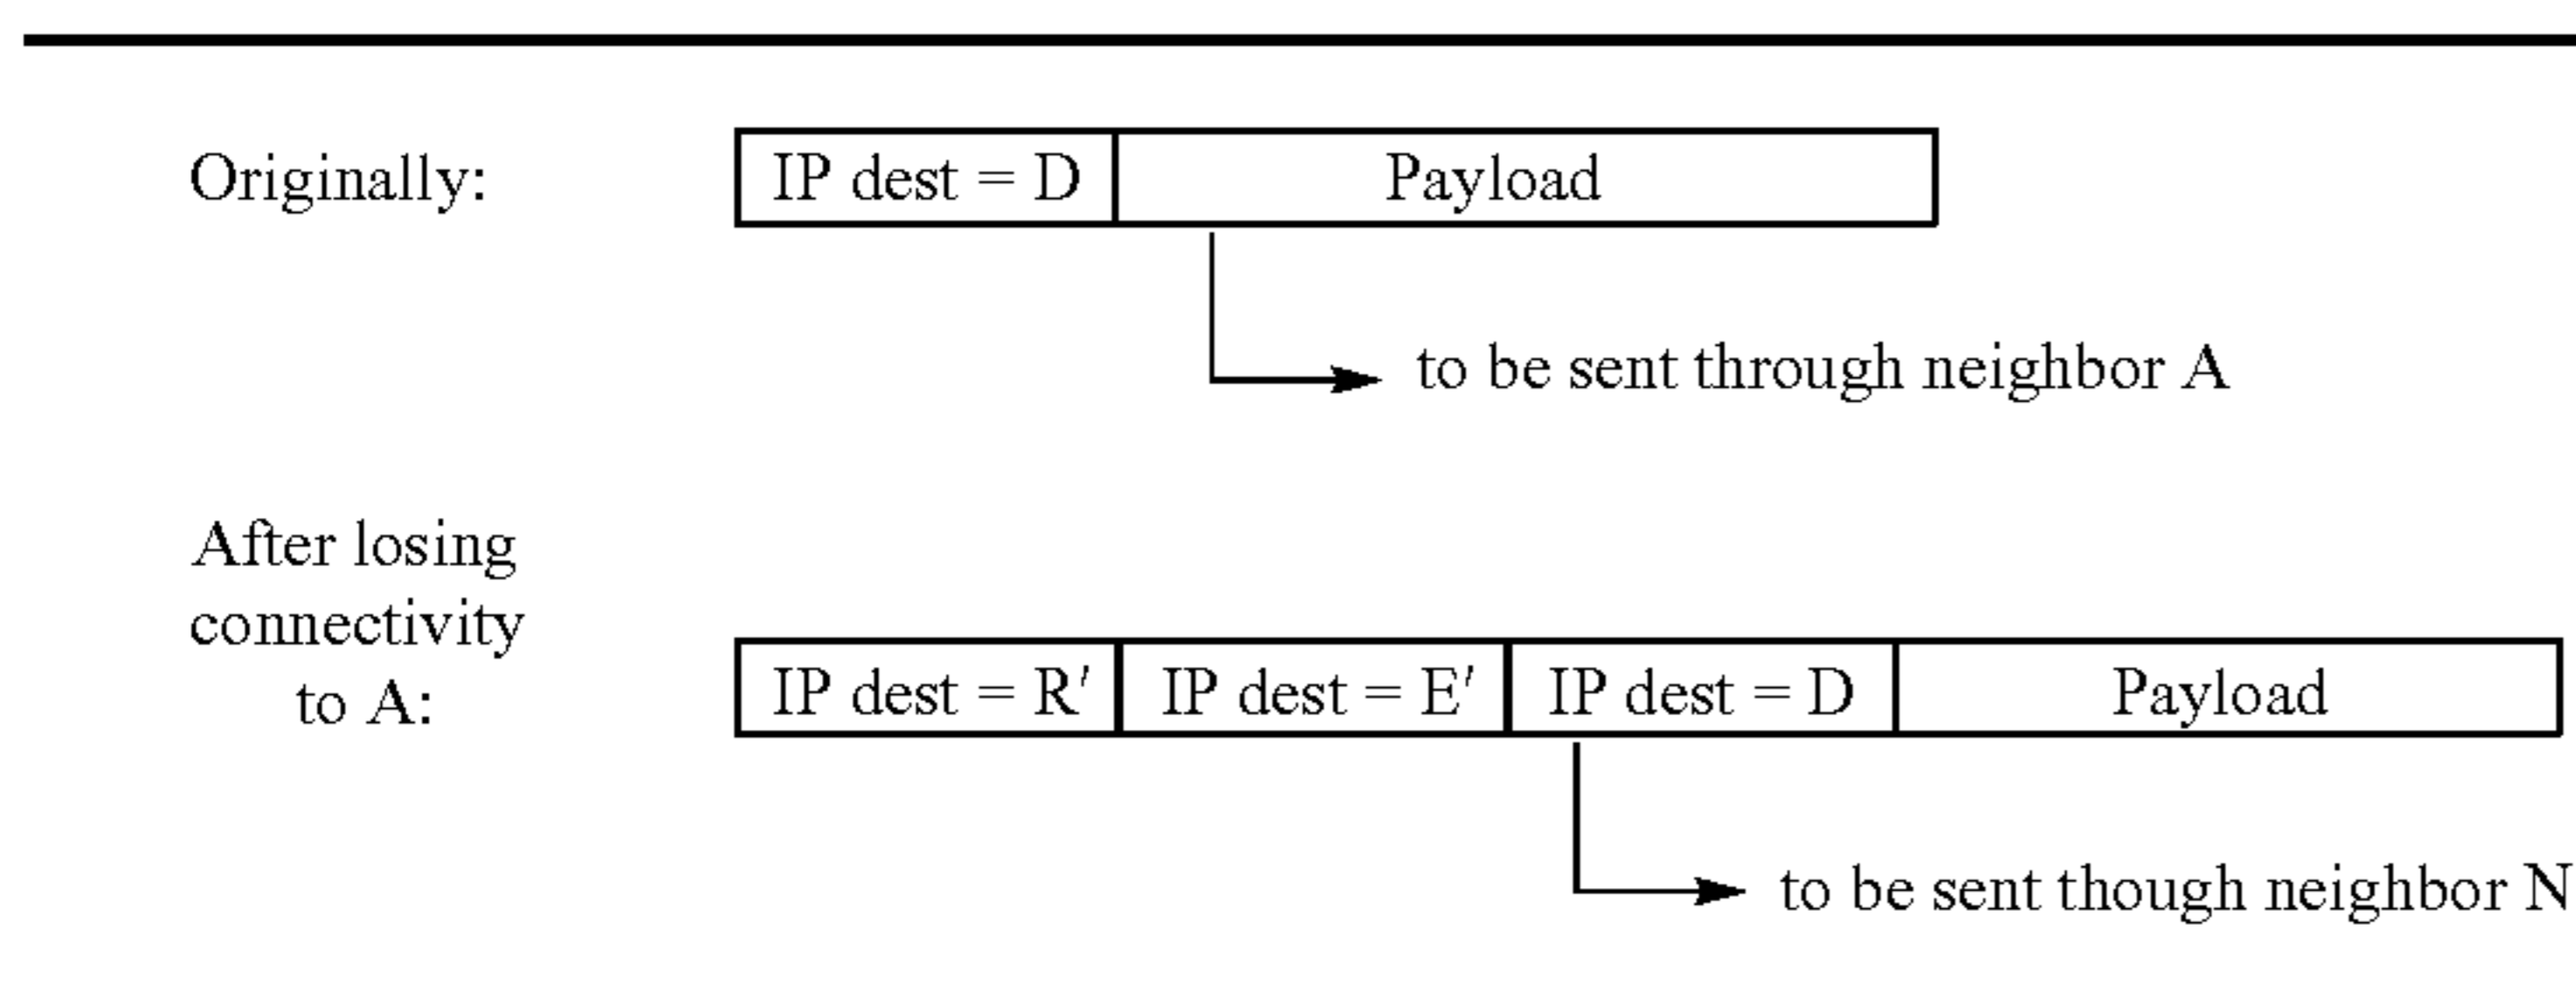 Originally:
IP dest = D Payload
to be sent through neighbor A
After losing
connectivity
to A:
IP dest = R′ IP dest = E′ IP dest = D Payload
to be sent though neighbor N